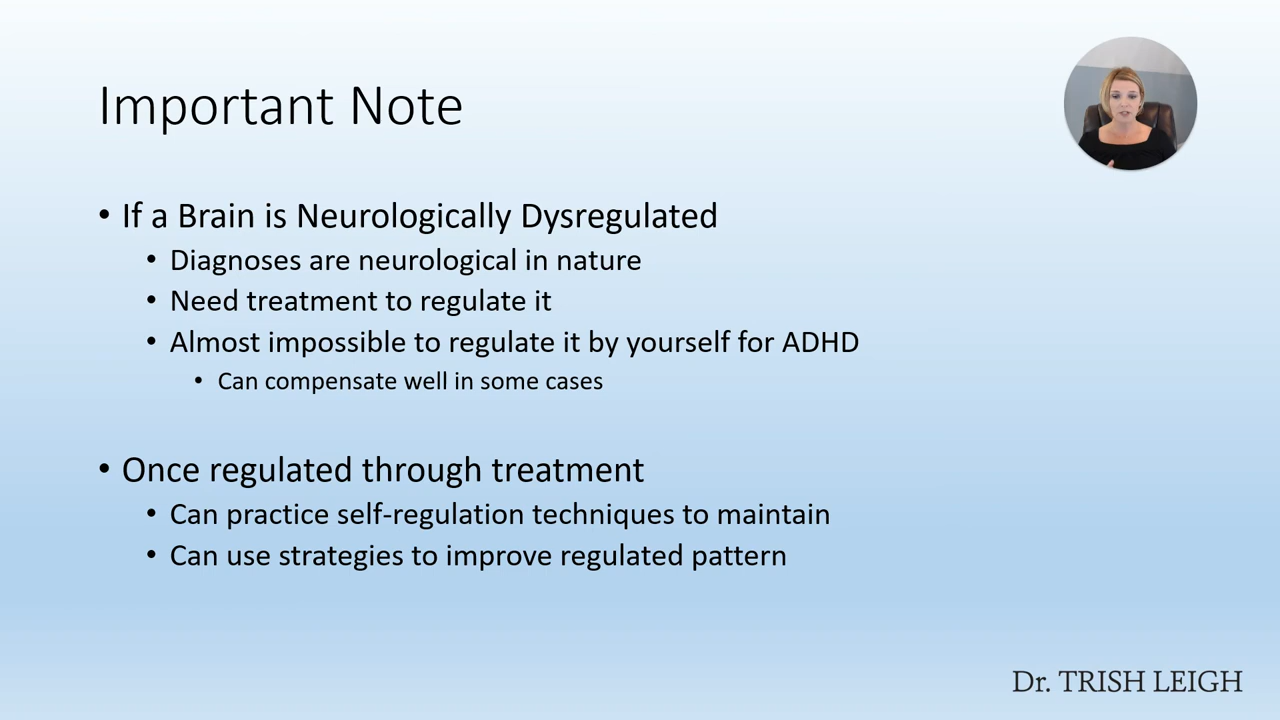 Important Note
• If a Brain is Neurologically Dysregulated
• Diagnoses are neurological in nature
• Need treatment to regulate it
• Almost impossible to regulate it by yourself for ADHD
• Can compensate well in some cases
• Once regulated through treatment
• Can practice self-regulation techniques to maintain
• Can use strategies to improve regulated pattern
Dr. TRISH LEIGH